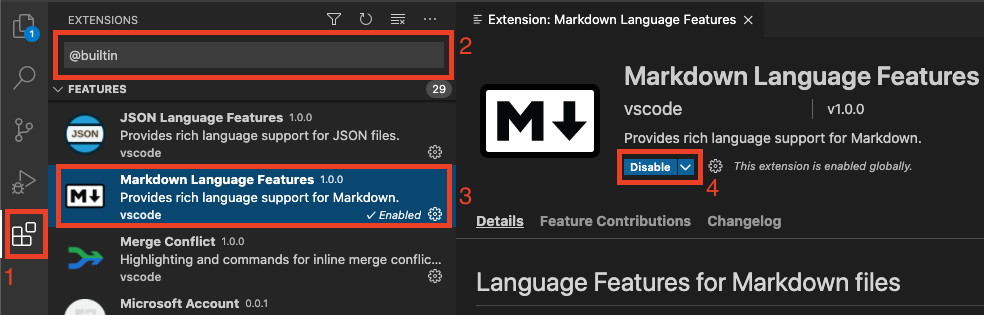 1
EXTENSIONS
@builtin
2
FEATURES
29
JSON
JSON Language Features 1.0.0
Provides rich language support for JSON files.
vscode
M
Markdown Language Features 1.0.0
Provides rich language support for Markdown.
vscode
✓ Enabled
3
Merge Conflict 1.0.0
Highlighting and commands for inline merge conflic...
vscode
Microsoft Account 0.0.1
1
Extension: Markdown Language Features
M
Markdown Language Features
vscode
v1.0.0
Provides rich language support for Markdown.
Disable
This extension is enabled globally.
4
Details Feature Contributions Changelog
Language Features for Markdown files